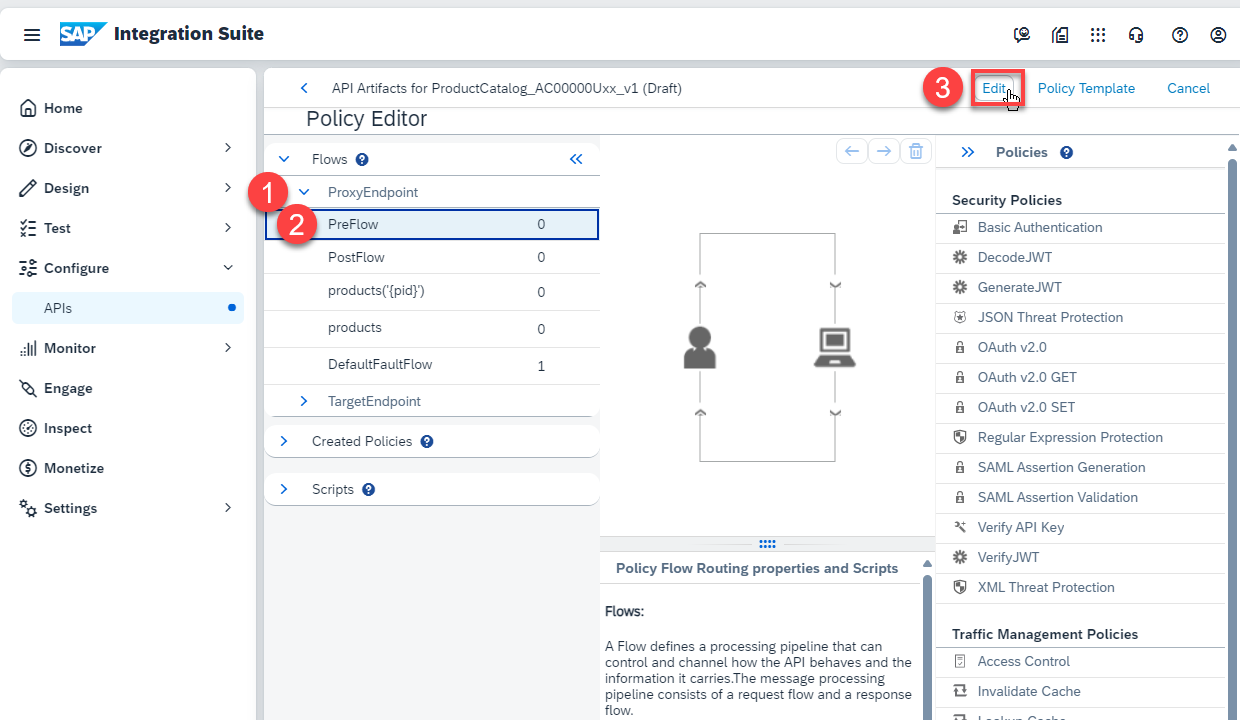 SAP Integration Suite
API Artifacts for ProductCatalog_AC00000Uxx_v1 (Draft)
3
Edit
Policy Template
Cancel
Policy Editor
Home
Discover
Design
Test
Configure
APIs
Monitor
Engage
Inspect
Monetize
Settings
Flows ?
1
ProxyEndpoint
2
PreFlow 0
PostFlow 0
products('{pid}') 0
products 0
DefaultFaultFlow 1
TargetEndpoint
Created Policies ?
Scripts ?
Policy Flow Routing properties and Scripts
Flows:
A Flow defines a processing pipeline that can
control and channel how the API behaves and the
information it carries.The message processing
pipeline consists of a request flow and a response
flow.
Policies ?
Security Policies
Basic Authentication
DecodeJWT
GenerateJWT
JSON Threat Protection
OAuth v2.0
OAuth v2.0 GET
OAuth v2.0 SET
Regular Expression Protection
SAML Assertion Generation
SAML Assertion Validation
Verify API Key
VerifyJWT
XML Threat Protection
Traffic Management Policies
Access Control
Invalidate Cache
Lookup Cache